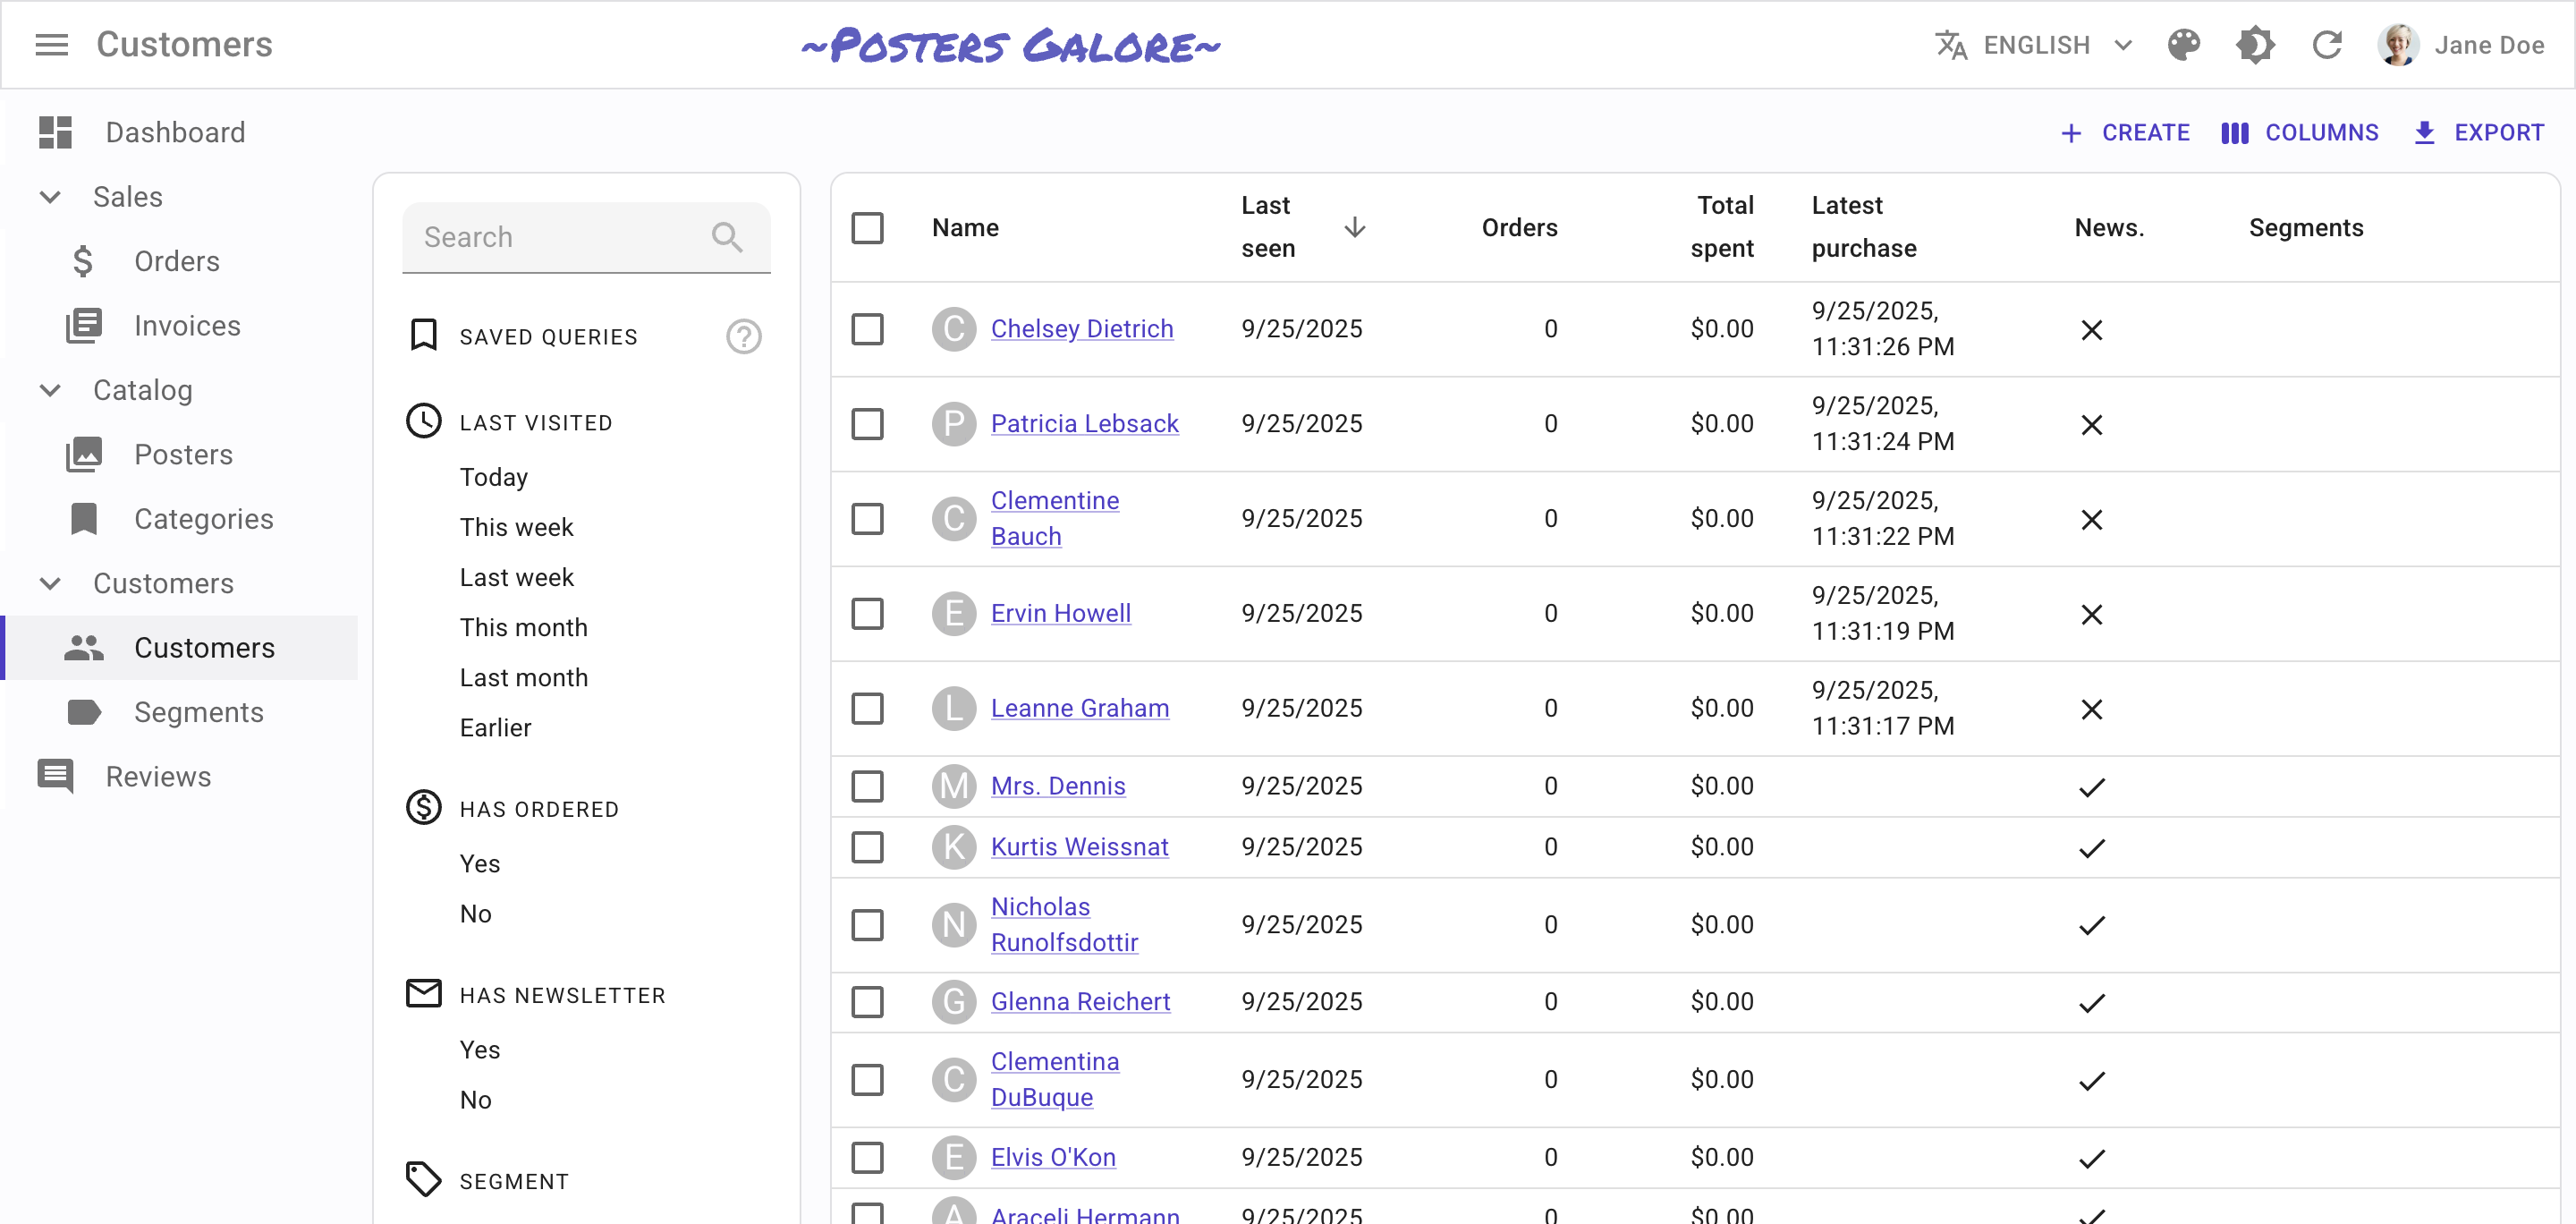 Customers
~Posters Galore~
ENGLISH
Jane Doe
Dashboard
Sales
Orders
Invoices
Catalog
Posters
Categories
Customers
Customers
Segments
Reviews
CREATE
COLUMNS
EXPORT
Search
SAVED QUERIES
?
LAST VISITED
Today
This week
Last week
This month
Last month
Earlier
HAS ORDERED
Yes
No
HAS NEWSLETTER
Yes
No
SEGMENT
Name
Last
seen
Orders
Total
spent
Latest
purchase
News.
Segments
C Chelsey Dietrich 9/25/2025 0 $0.00 9/25/2025,
11:31:26 PM
P Patricia Lebsack 9/25/2025 0 $0.00 9/25/2025,
11:31:24 PM
C Clementine
Bauch 9/25/2025 0 $0.00 9/25/2025,
11:31:22 PM
E Ervin Howell 9/25/2025 0 $0.00 9/25/2025,
11:31:19 PM
L Leanne Graham 9/25/2025 0 $0.00 9/25/2025,
11:31:17 PM
M Mrs. Dennis 9/25/2025 0 $0.00
K Kurtis Weissnat 9/25/2025 0 $0.00
N Nicholas
Runolfsdottir 9/25/2025 0 $0.00
G Glenna Reichert 9/25/2025 0 $0.00
C Clementina
DuBuque 9/25/2025 0 $0.00
E Elvis O'Kon 9/25/2025 0 $0.00
A Araceli Hermann 9/25/2025 0 $0.00